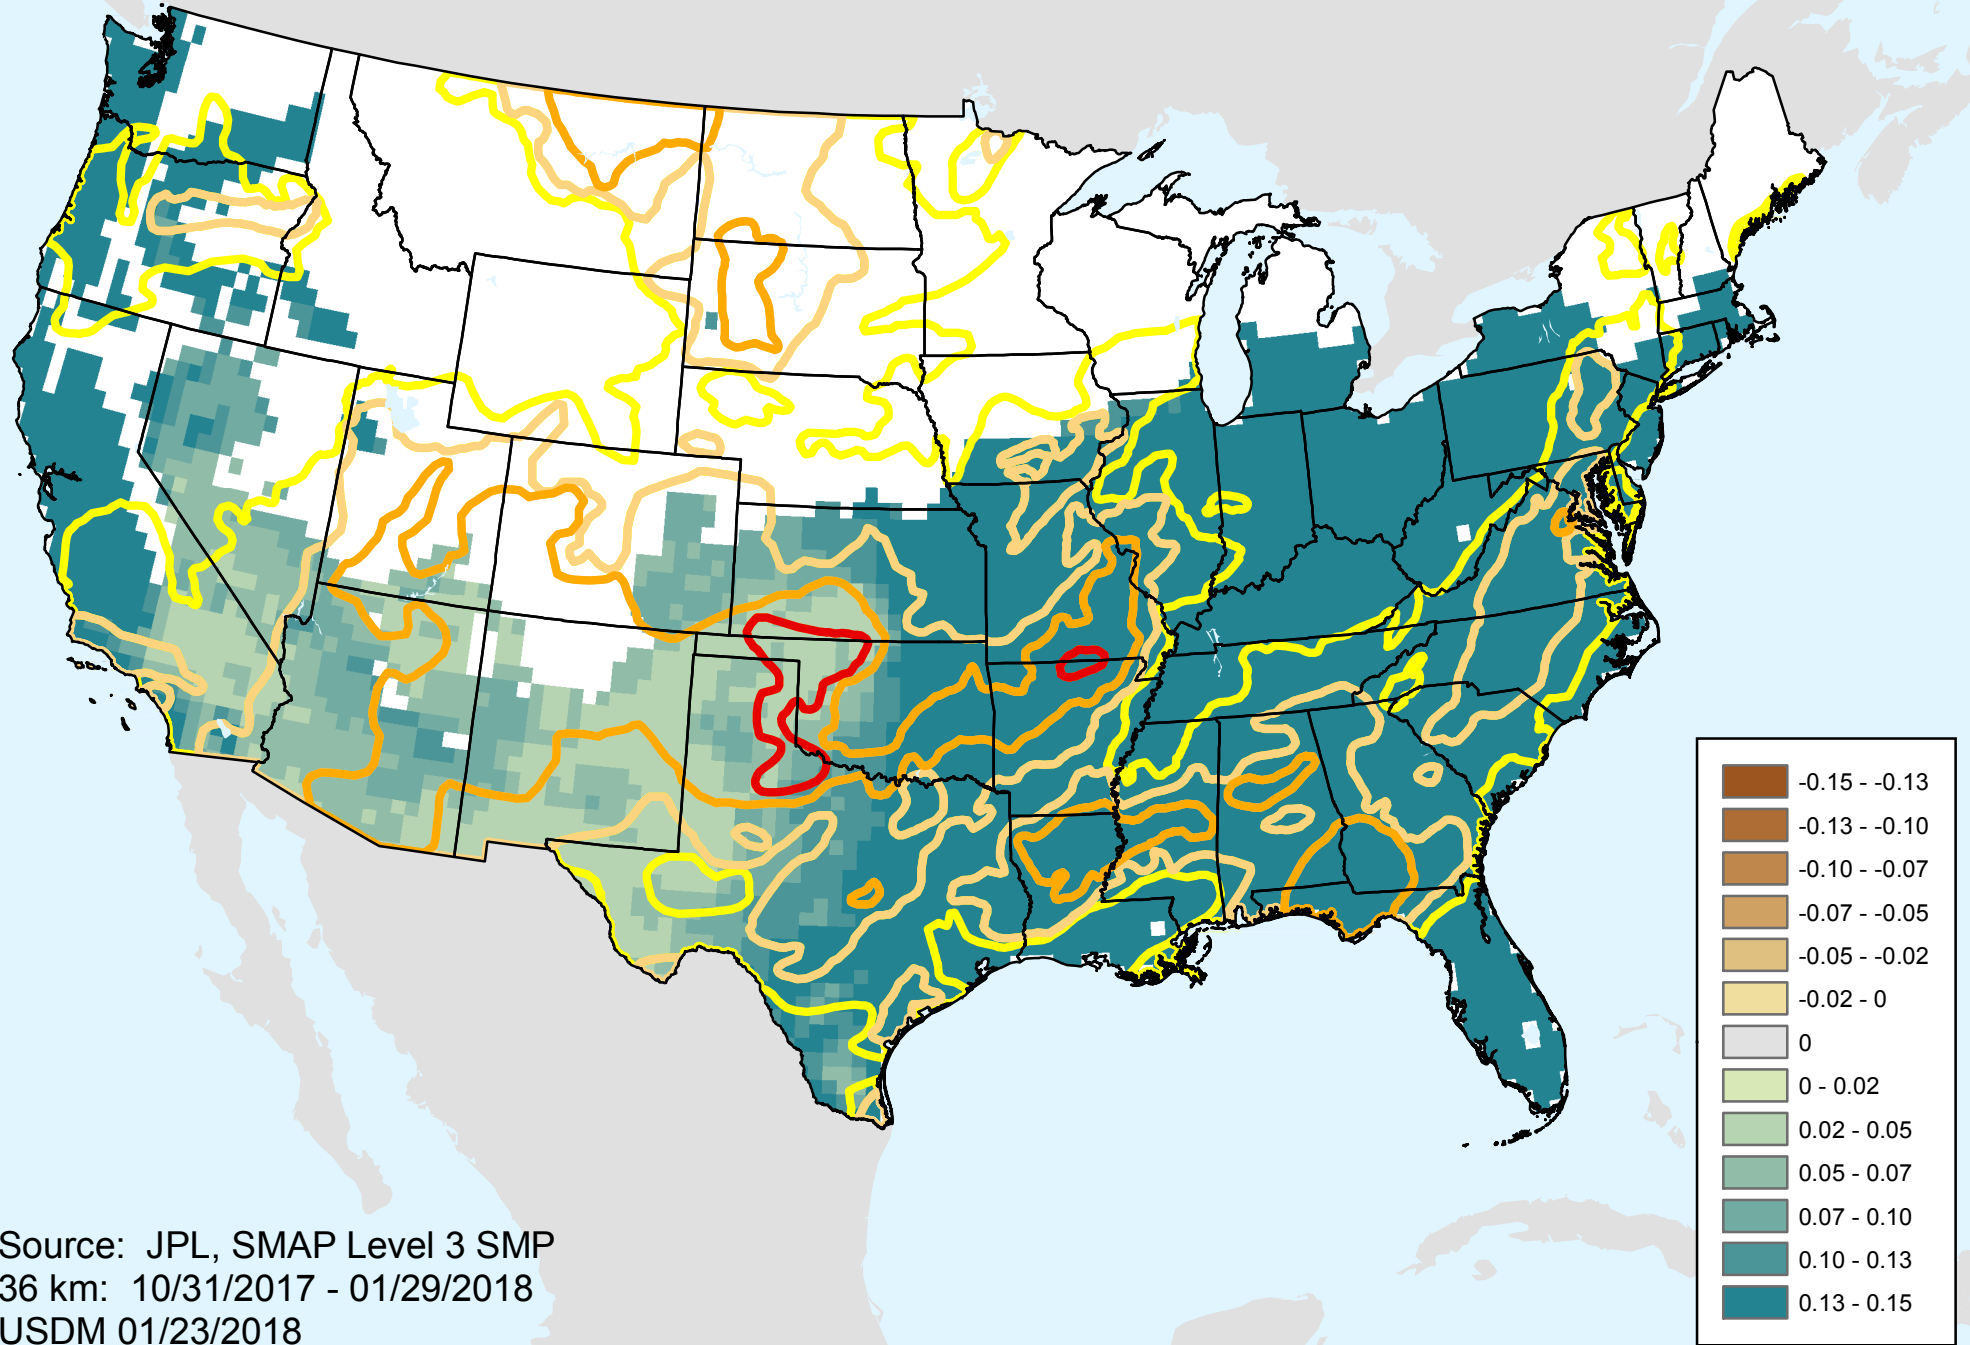 -0.15 - -0.13
-0.13 - -0.10
-0.10 - -0.07
-0.07 - -0.05
-0.05 - -0.02
-0.02 - 0
0
0 - 0.02
0.02 - 0.05
0.05 - 0.07
0.07 - 0.10
0.10 - 0.13
0.13 - 0.15
Source:  JPL, SMAP Level 3 SMP
36 km:  10/31/2017 - 01/29/2018
USDM 01/23/2018